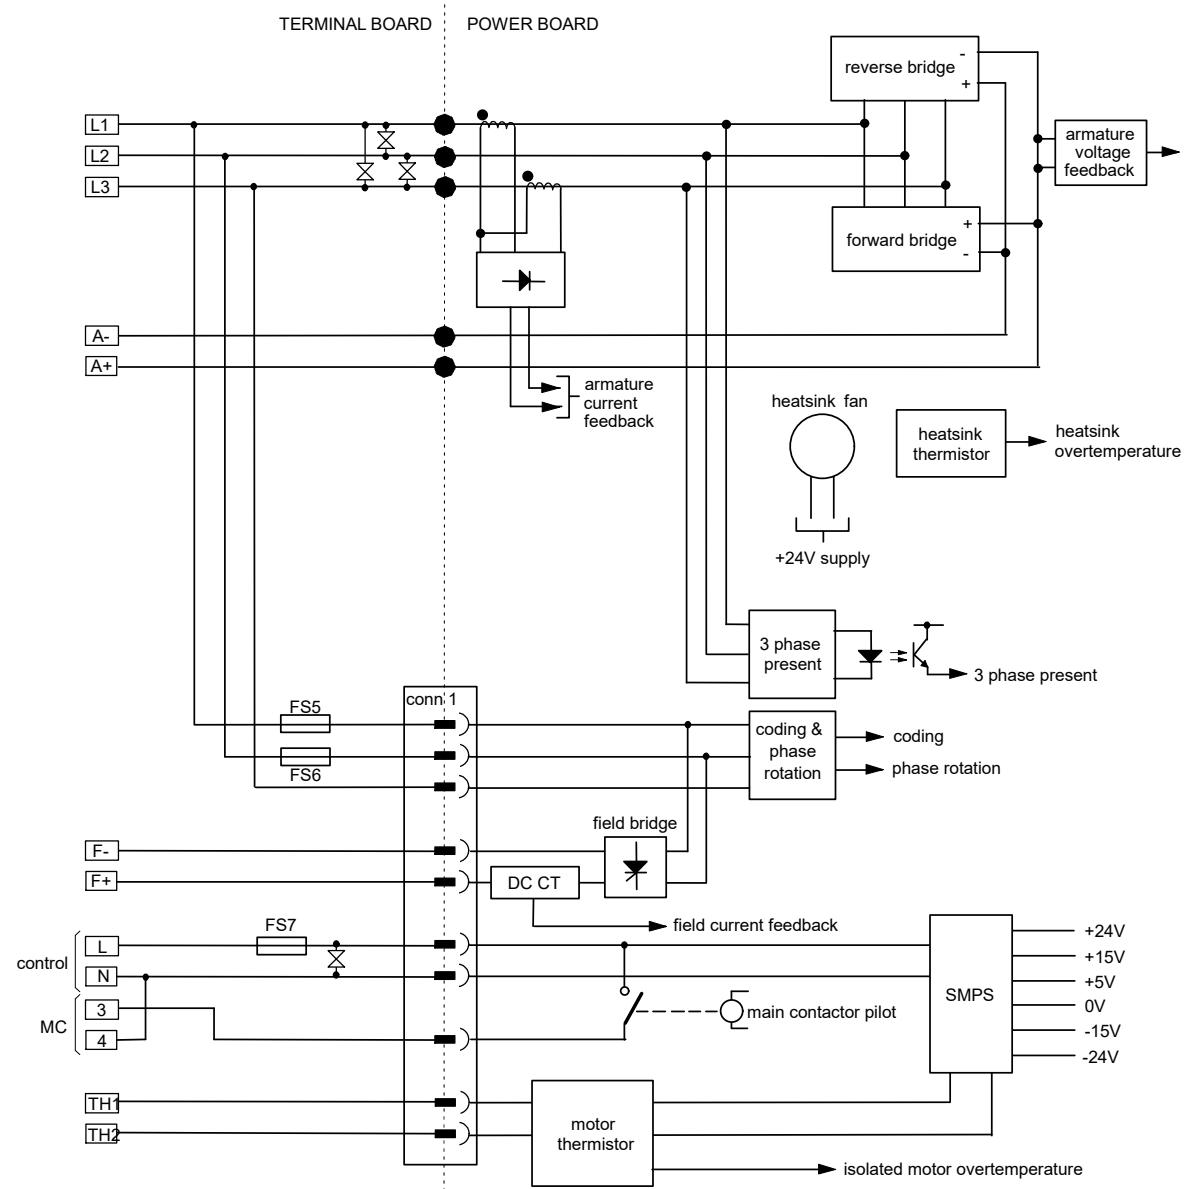 TERMINAL BOARD
POWER BOARD
reverse bridge
-
+
L1
L2
L3
armature
voltage
feedback
forward bridge
+
-
A-
A+
armature
current
feedback
heatsink fan
+24V supply
heatsink
thermistor
heatsink
overtemperature
3 phase
present
3 phase present
conn 1
FS5
FS6
coding &
phase
rotation
coding
phase rotation
field bridge
F-
F+
DC CT
field current feedback
FS7
control
L
N
MC
3
4
main contactor pilot
SMPS
+24V
+15V
+5V
0V
-15V
-24V
TH1
TH2
motor
thermistor
isolated motor overtemperature